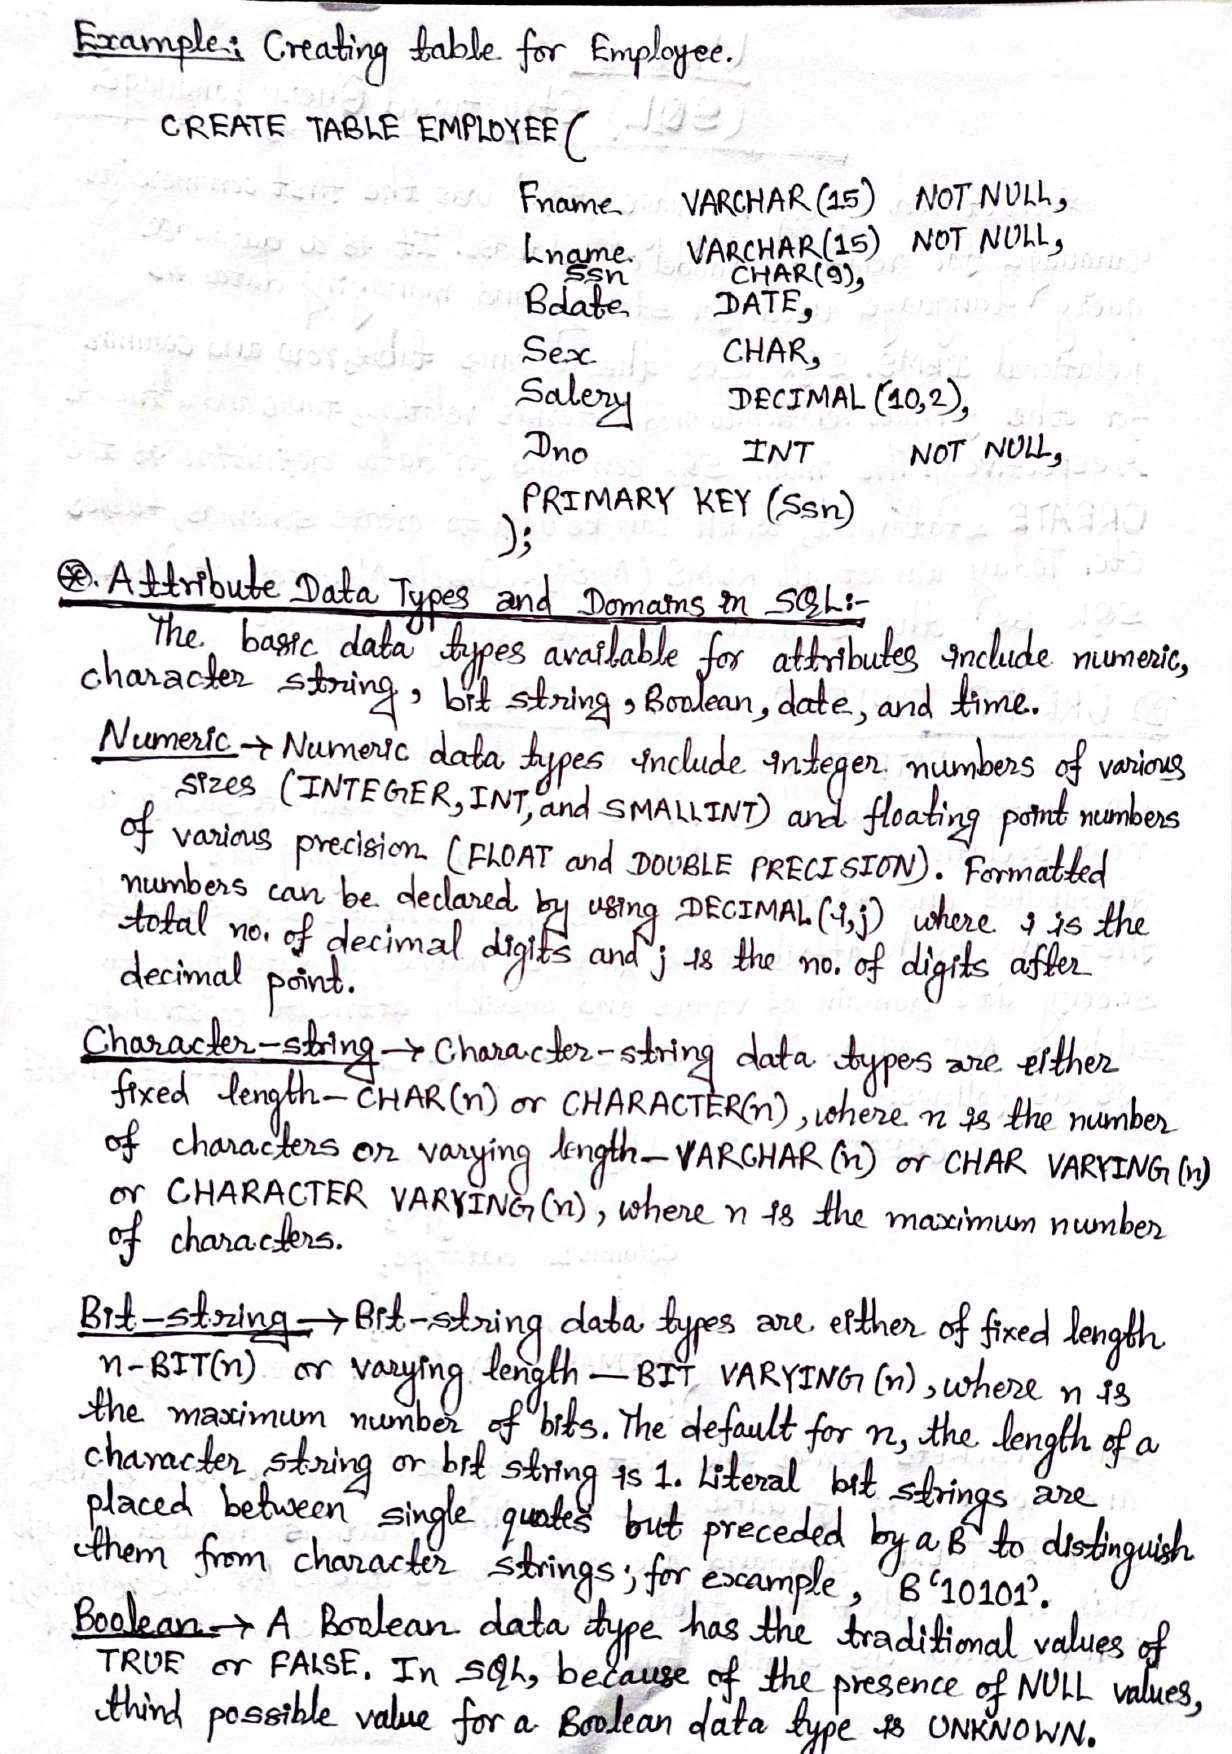 Example: Creating table for Employee.
CREATE TABLE EMPLOYEE(
Fname VARCHAR(15) NOT NULL,
Lname VARCHAR(15) NOT NULL,
ssn CHAR(9),
Bdate DATE,
Sex CHAR,
Salery DECIMAL (10,2),
Dno INT NOT NULL,
PRIMARY KEY (Ssn)
);
⊛. Attribute Data Types and Domains in SQL:-
The basic data types available for attributes include numeric,
character string, bit string, Boolean, date, and time.
Numeric → Numeric data types include integer numbers of various
sizes (INTEGER, INT, and SMALLINT) and floating point numbers
of various precision (FLOAT and DOUBLE PRECISION). Formatted
numbers can be declared by using DECIMAL(i,j) where i is the
total no. of decimal digits and j is the no. of digits after
decimal point.
Character-string → Character-string data types are either
fixed length- CHAR(n) or CHARACTER(n), where n is the number
of characters or varying length- VARCHAR (n) or CHAR VARYING (n)
or CHARACTER VARYING (n), where n is the maximum number
of characters.
Bit-string → Bit-string data types are either of fixed length
n-BIT(n) or varying length - BIT VARYING (n), where n is
the maximum number of bits. The default for n, the length of a
character string or bit string is 1. Literal bit strings are
placed between single quotes but preceded by a B to distinguish
them from character strings; for example, B‘10101’.
Boolean → A Boolean data type has the traditional values of
TRUE or FALSE. In SQL, because of the presence of NULL values,
third possible value for a Boolean data type is UNKNOWN.